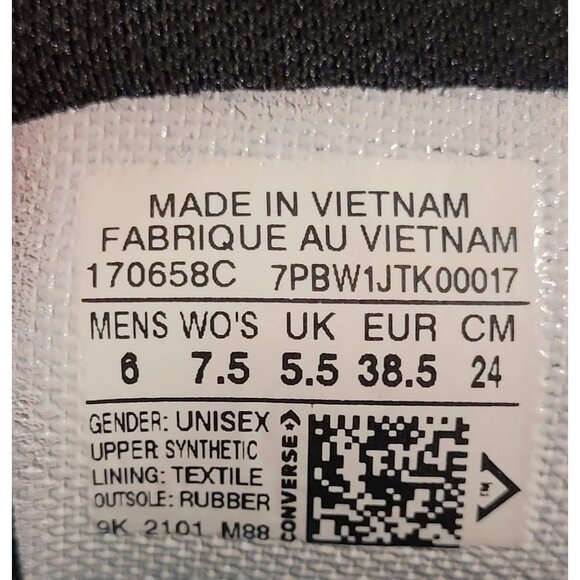 MADE IN VIETNAM
FABRIQUE AU VIETNAM
170658C 7PBW1JTK00017
MENS WO'S UK EUR CM
6 7.5 5.5 38.5 24
GENDER: UNISEX
UPPER: SYNTHETIC
LINING: TEXTILE
OUTSOLE: RUBBER
9K 2101 M88
CONVERSE
TM